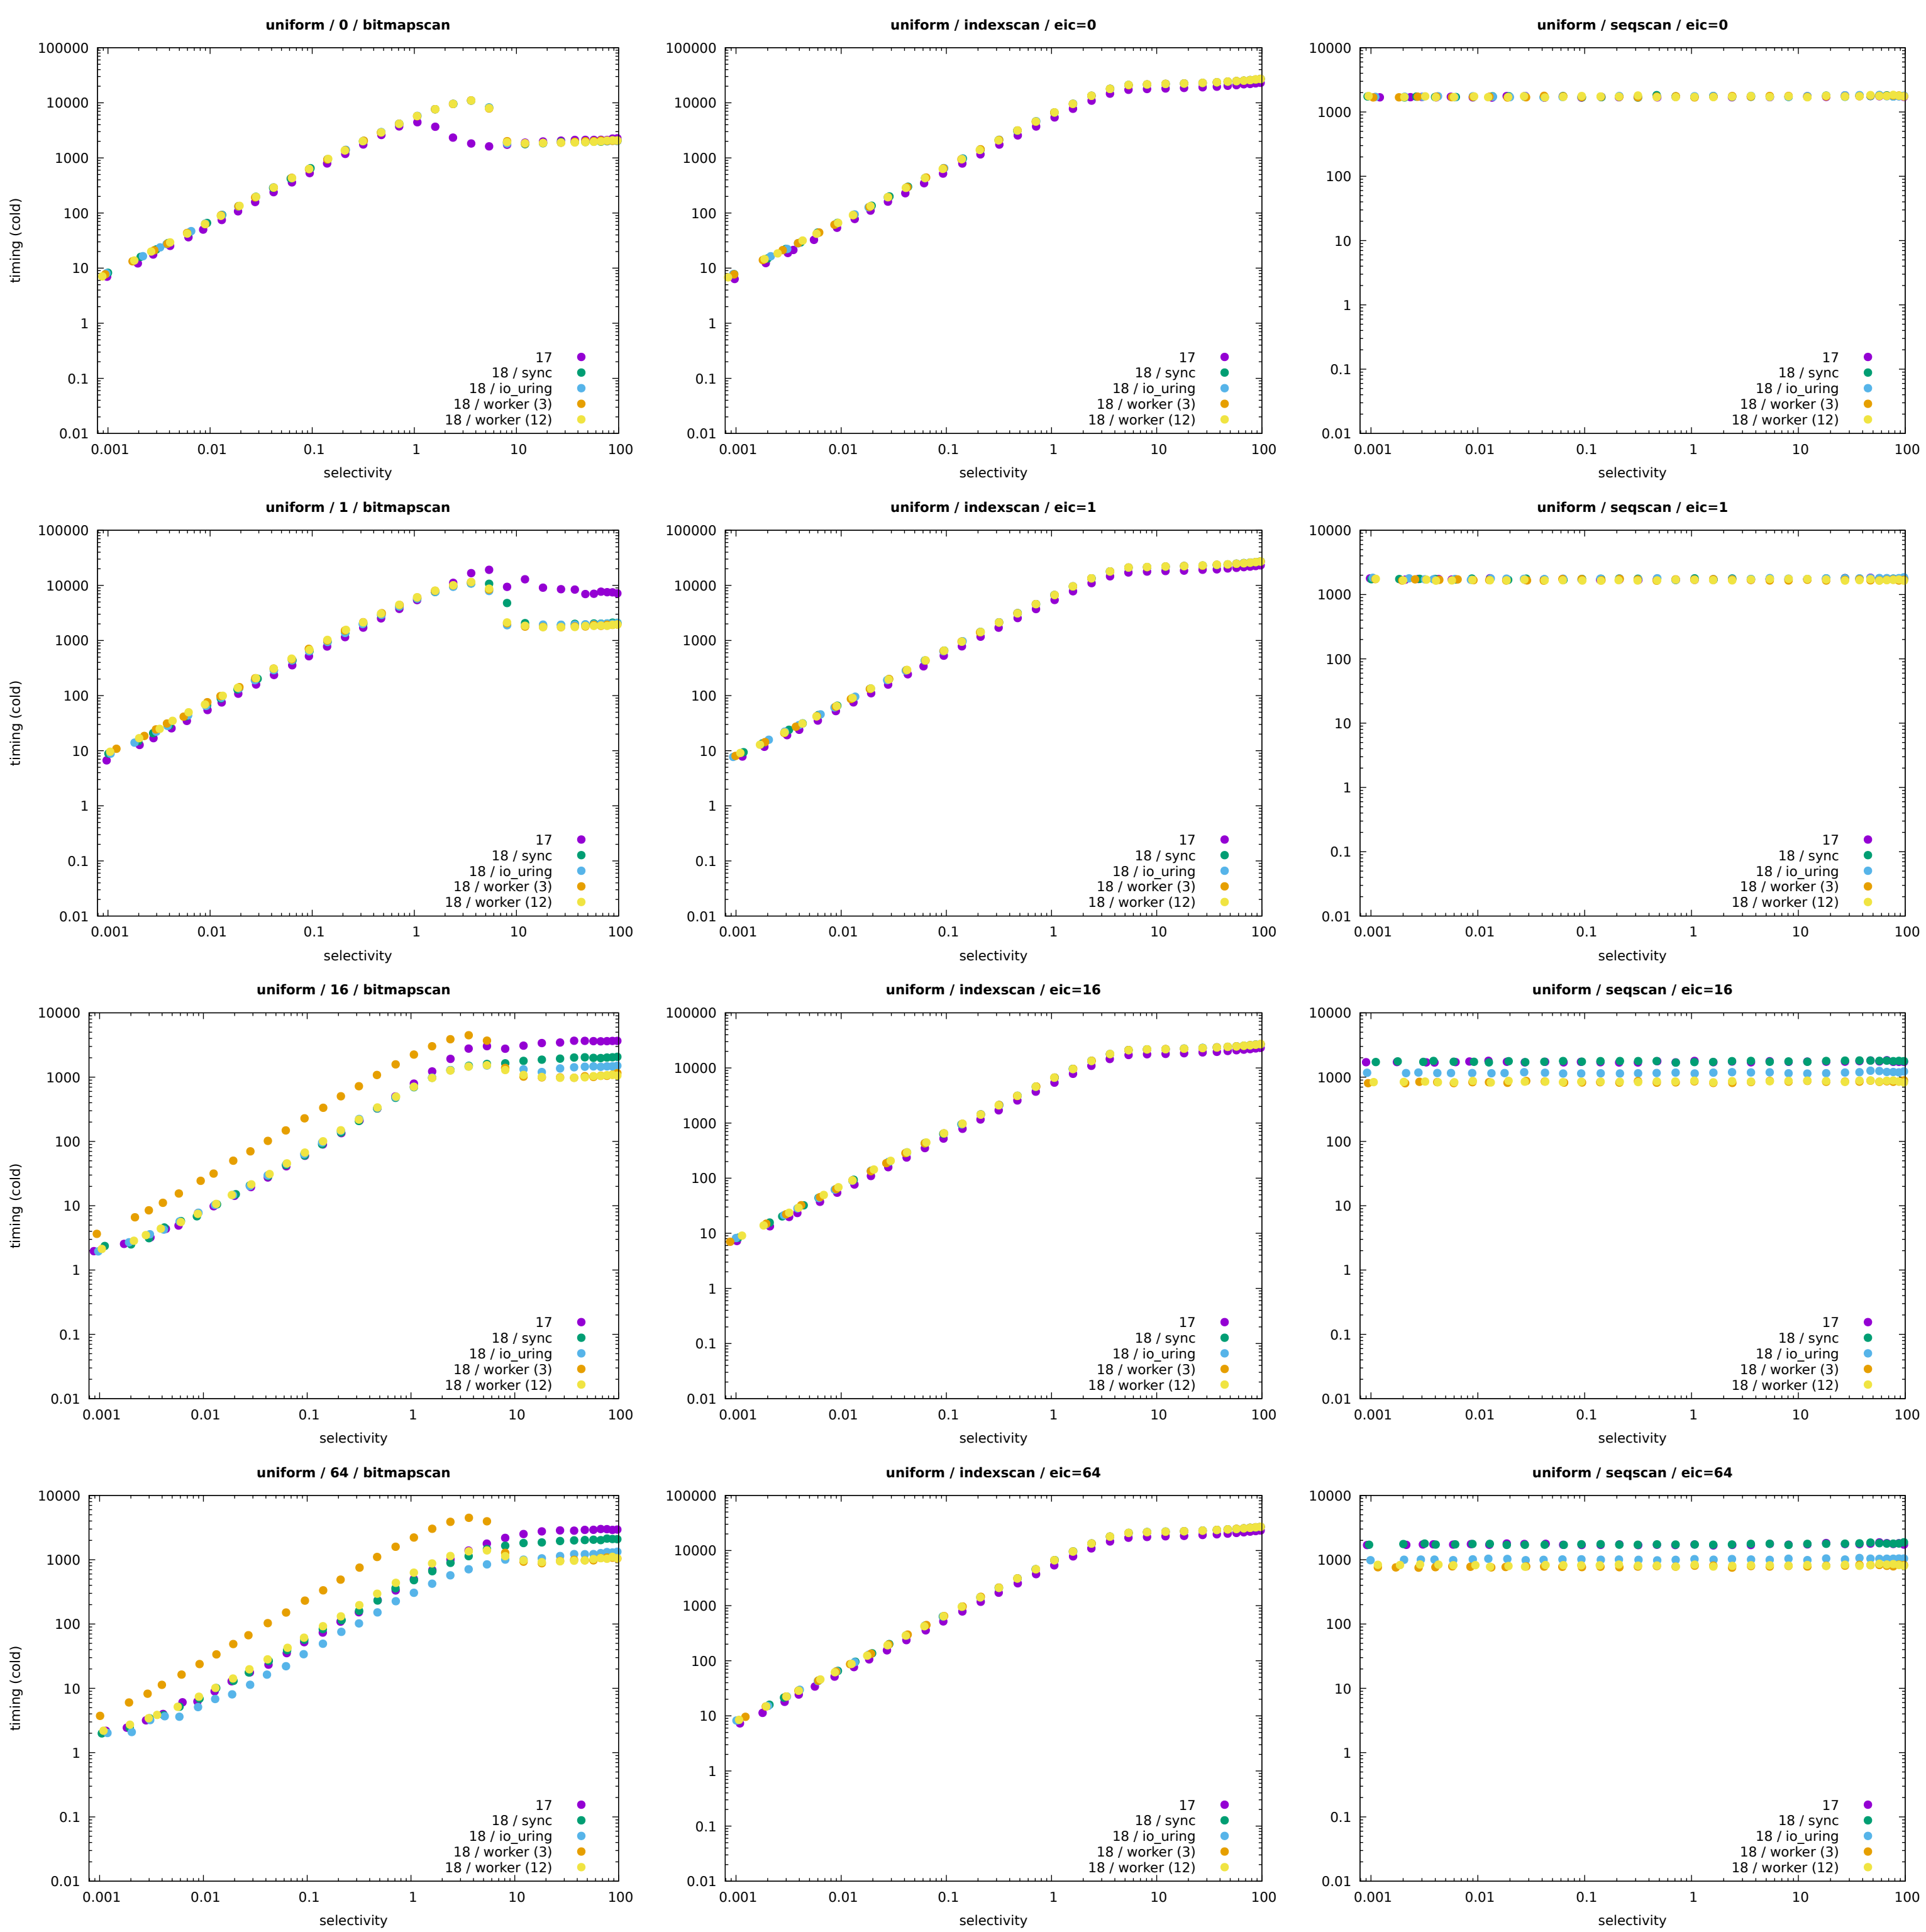 uniform / 0 / bitmapscan
100000
10000
1000
100
10
1
0.1
0.01
timing (cold)
17
18 / sync
18 / io_uring
18 / worker (3)
18 / worker (12)
0.001 0.01 0.1 1 10 100
selectivity
uniform / indexscan / eic=0
100000
10000
1000
100
10
1
0.1
0.01
17
18 / sync
18 / io_uring
18 / worker (3)
18 / worker (12)
0.001 0.01 0.1 1 10 100
selectivity
uniform / seqscan / eic=0
10000
1000
100
10
1
0.1
0.01
17
18 / sync
18 / io_uring
18 / worker (3)
18 / worker (12)
0.001 0.01 0.1 1 10 100
selectivity
uniform / 1 / bitmapscan
100000
10000
1000
100
10
1
0.1
0.01
timing (cold)
17
18 / sync
18 / io_uring
18 / worker (3)
18 / worker (12)
0.001 0.01 0.1 1 10 100
selectivity
uniform / indexscan / eic=1
100000
10000
1000
100
10
1
0.1
0.01
17
18 / sync
18 / io_uring
18 / worker (3)
18 / worker (12)
0.001 0.01 0.1 1 10 100
selectivity
uniform / seqscan / eic=1
10000
1000
100
10
1
0.1
0.01
17
18 / sync
18 / io_uring
18 / worker (3)
18 / worker (12)
0.001 0.01 0.1 1 10 100
selectivity
uniform / 16 / bitmapscan
10000
1000
100
10
1
0.1
0.01
timing (cold)
17
18 / sync
18 / io_uring
18 / worker (3)
18 / worker (12)
0.001 0.01 0.1 1 10 100
selectivity
uniform / indexscan / eic=16
100000
10000
1000
100
10
1
0.1
0.01
17
18 / sync
18 / io_uring
18 / worker (3)
18 / worker (12)
0.001 0.01 0.1 1 10 100
selectivity
uniform / seqscan / eic=16
10000
1000
100
10
1
0.1
0.01
17
18 / sync
18 / io_uring
18 / worker (3)
18 / worker (12)
0.001 0.01 0.1 1 10 100
selectivity
uniform / 64 / bitmapscan
10000
1000
100
10
1
0.1
0.01
timing (cold)
17
18 / sync
18 / io_uring
18 / worker (3)
18 / worker (12)
0.001 0.01 0.1 1 10 100
selectivity
uniform / indexscan / eic=64
100000
10000
1000
100
10
1
0.1
0.01
17
18 / sync
18 / io_uring
18 / worker (3)
18 / worker (12)
0.001 0.01 0.1 1 10 100
selectivity
uniform / seqscan / eic=64
10000
1000
100
10
1
0.1
0.01
17
18 / sync
18 / io_uring
18 / worker (3)
18 / worker (12)
0.001 0.01 0.1 1 10 100
selectivity